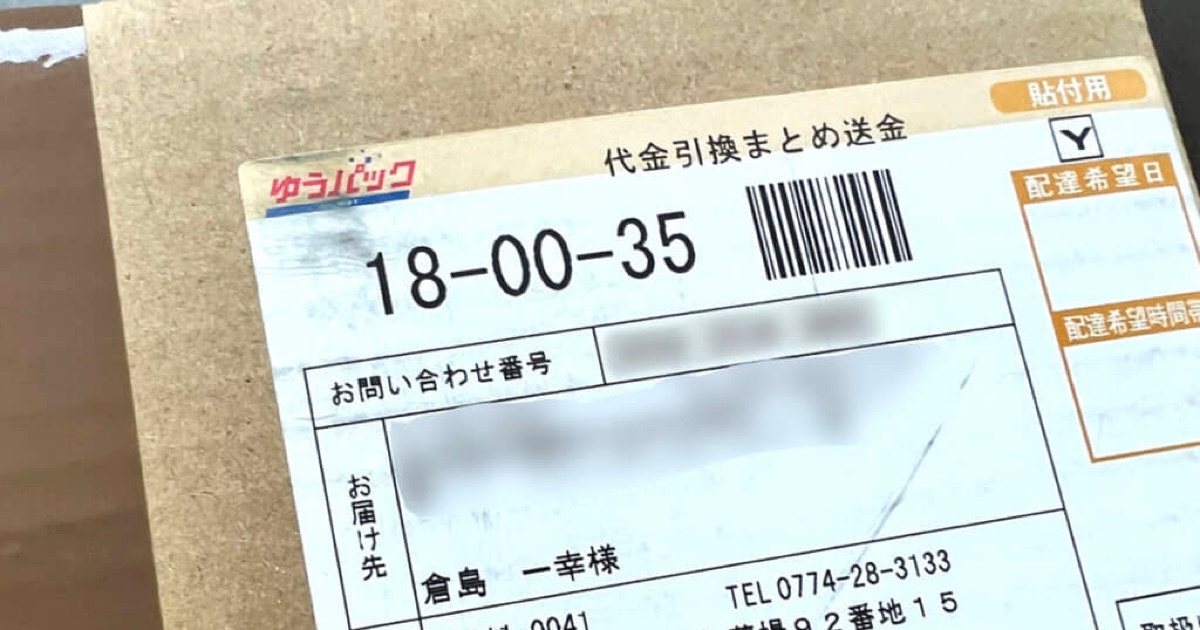 貼付用
代金引換まとめ送金
Y
ゆうパック
配達希望日
18-00-35
配達希望時間帯
お問い合わせ番号
お届け先
倉島 一幸様
TEL 0774-28-3133
-0041
92番地15
取扱